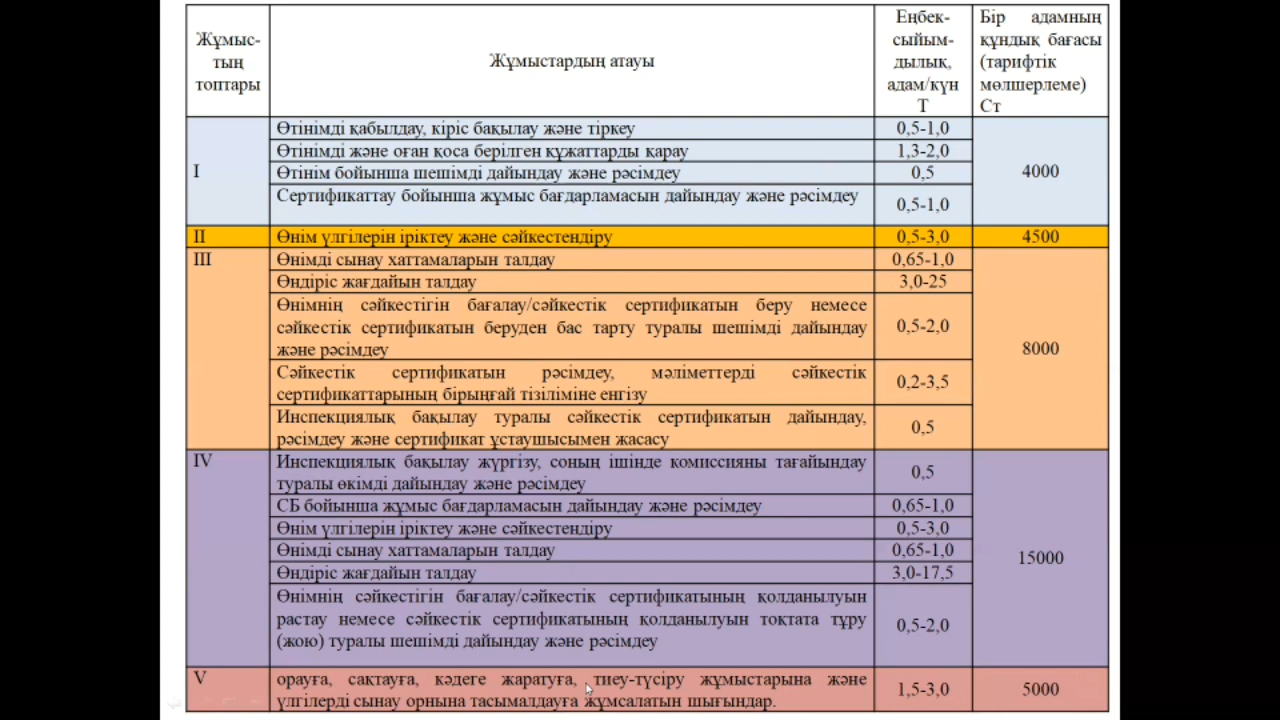 Жұмыс-
тың
топтары
Жұмыстардың атауы
Еңбек-
сыйым-
дылық,
адам/күн
Т
Бір адамның
құндық бағасы
(тарифтік
мөлшерлеме)
Ст
I
Өтінімді қабылдау, кіріс бақылау және тіркеу
0,5-1,0
4000
Өтінімді және оған қоса берілген құжаттарды қарау
1,3-2,0
Өтінім бойынша шешімді дайындау және рәсімдеу
0,5
Сертификаттау бойынша жұмыс бағдарламасын дайындау және рәсімдеу
0,5-1,0
II
Өнім үлгілерін іріктеу және сәйкестендіру
0,5-3,0
4500
III
Өнімді сынау хаттамаларын талдау
0,65-1,0
8000
Өндіріс жағдайын талдау
3,0-25
Өнімнің сәйкестігін бағалау/сәйкестік сертификатын беру немесе
сәйкестік сертификатын беруден бас тарту туралы шешімді дайындау
және рәсімдеу
0,5-2,0
Сәйкестік сертификатын рәсімдеу, мәліметтерді сәйкестік
сертификаттарының бірыңғай тізіліміне енгізу
0,2-3,5
Инспекциялық бақылау туралы сәйкестік сертификатын дайындау,
рәсімдеу және сертификат ұстаушысымен жасасу
0,5
IV
Инспекциялық бақылау жүргізу, соның ішінде комиссияны тағайындау
туралы өкімді дайындау және рәсімдеу
0,5
15000
СБ бойынша жұмыс бағдарламасын дайындау және рәсімдеу
0,65-1,0
Өнім үлгілерін іріктеу және сәйкестендіру
0,5-3,0
Өнімді сынау хаттамаларын талдау
0,65-1,0
Өндіріс жағдайын талдау
3,0-17,5
Өнімнің сәйкестігін бағалау/сәйкестік сертификатының қолданылуын
растау немесе сәйкестік сертификатының қолданылуын тоқтата тұру
(жою) туралы шешімді дайындау және рәсімдеу
0,5-2,0
V
орауға, сақтауға, кәдеге жаратуға, тиеу-түсіру жұмыстарына және
үлгілерді сынау орнына тасымалдауға жұмсалатын шығындар.
1,5-3,0
5000